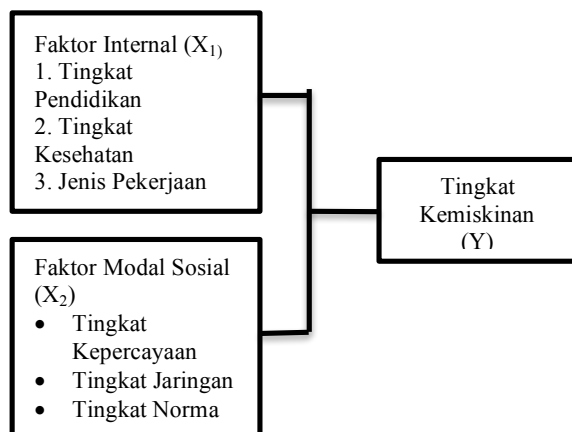 Faktor Internal (X₁)
1. Tingkat
Pendidikan
2. Tingkat
Kesehatan
3. Jenis Pekerjaan
Faktor Modal Sosial
(X₂)
• Tingkat
Kepercayaan
• Tingkat Jaringan
• Tingkat Norma
Tingkat
Kemiskinan
(Y)